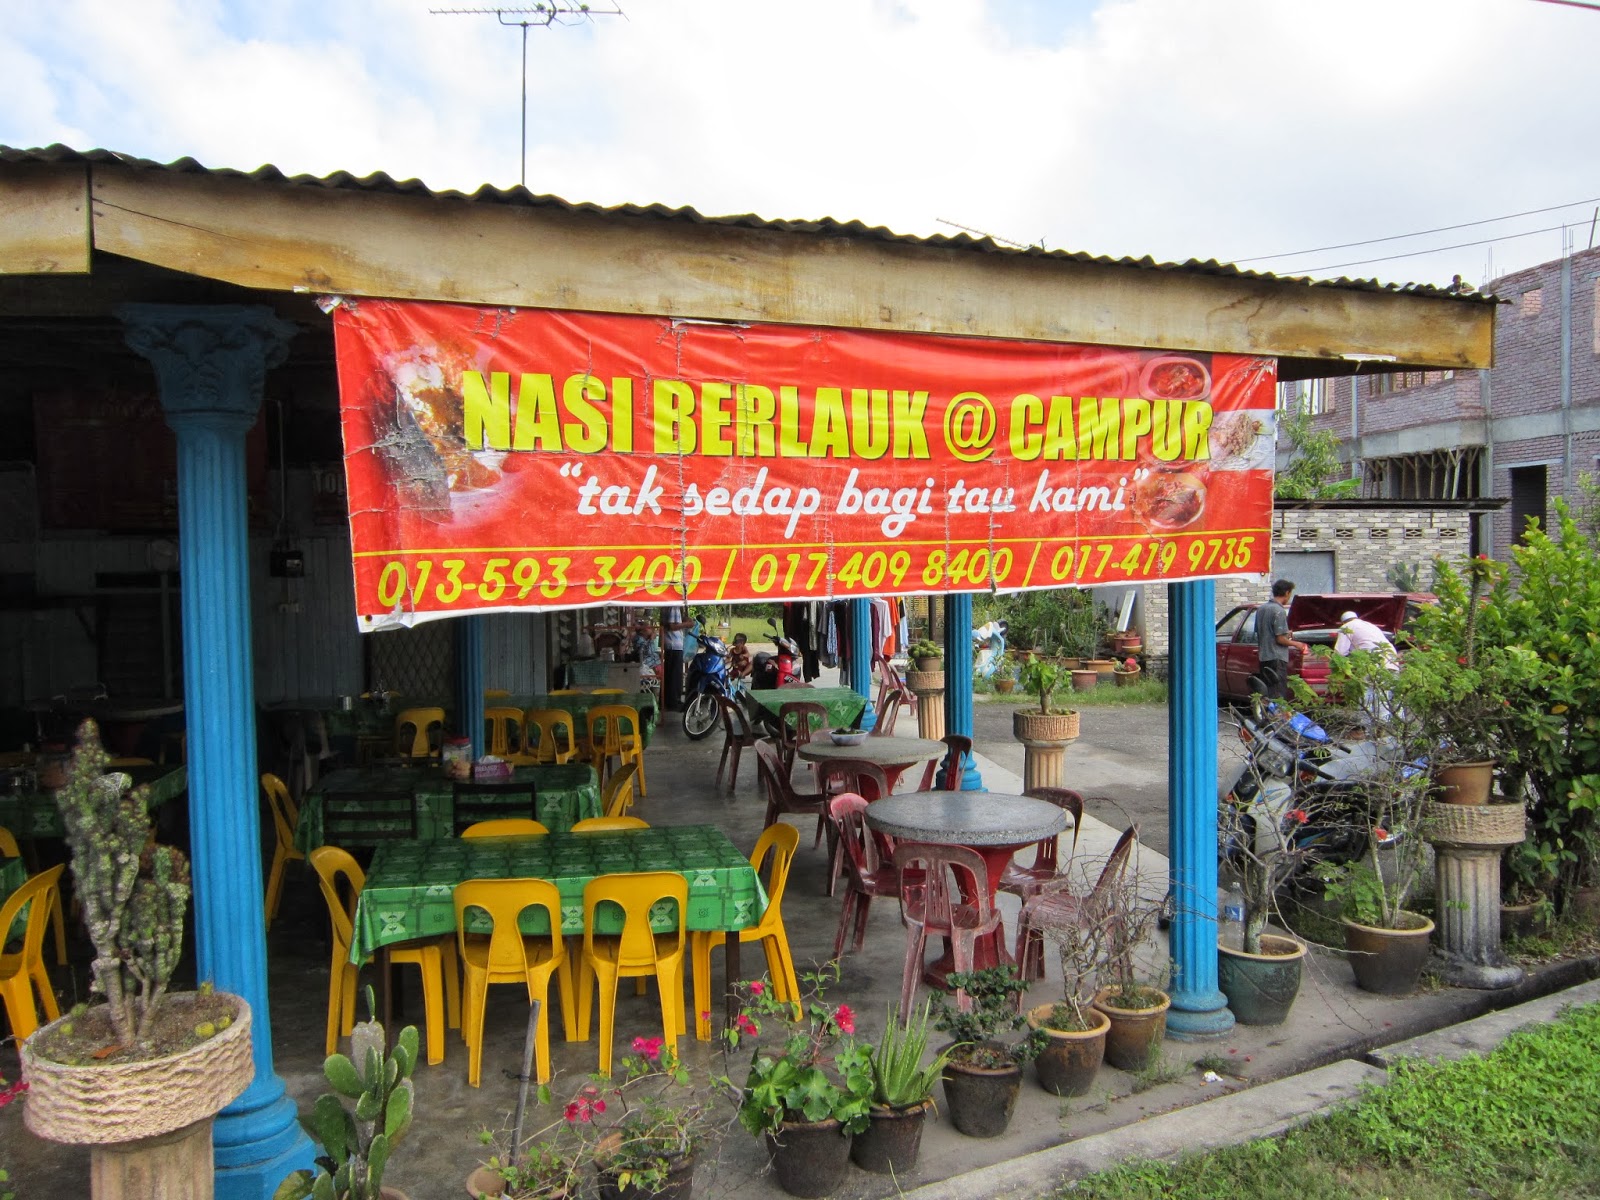 NASI BERLAUK @ CAMPUR
"tak sedap bagi tau kami"
013-593 3400 / 017-409 8400 / 017-419 9735